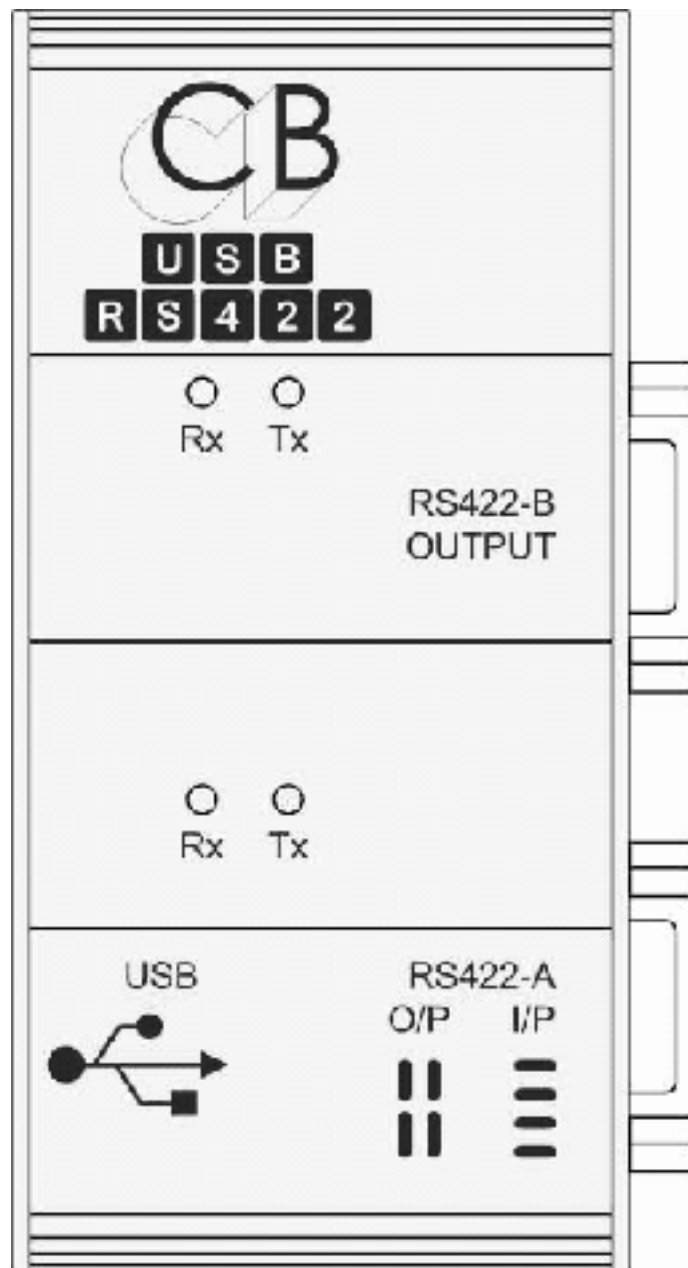 CB
USB
RS422
Rx Tx
RS422-B
OUTPUT
Rx Tx
USB RS422-A
O/P I/P